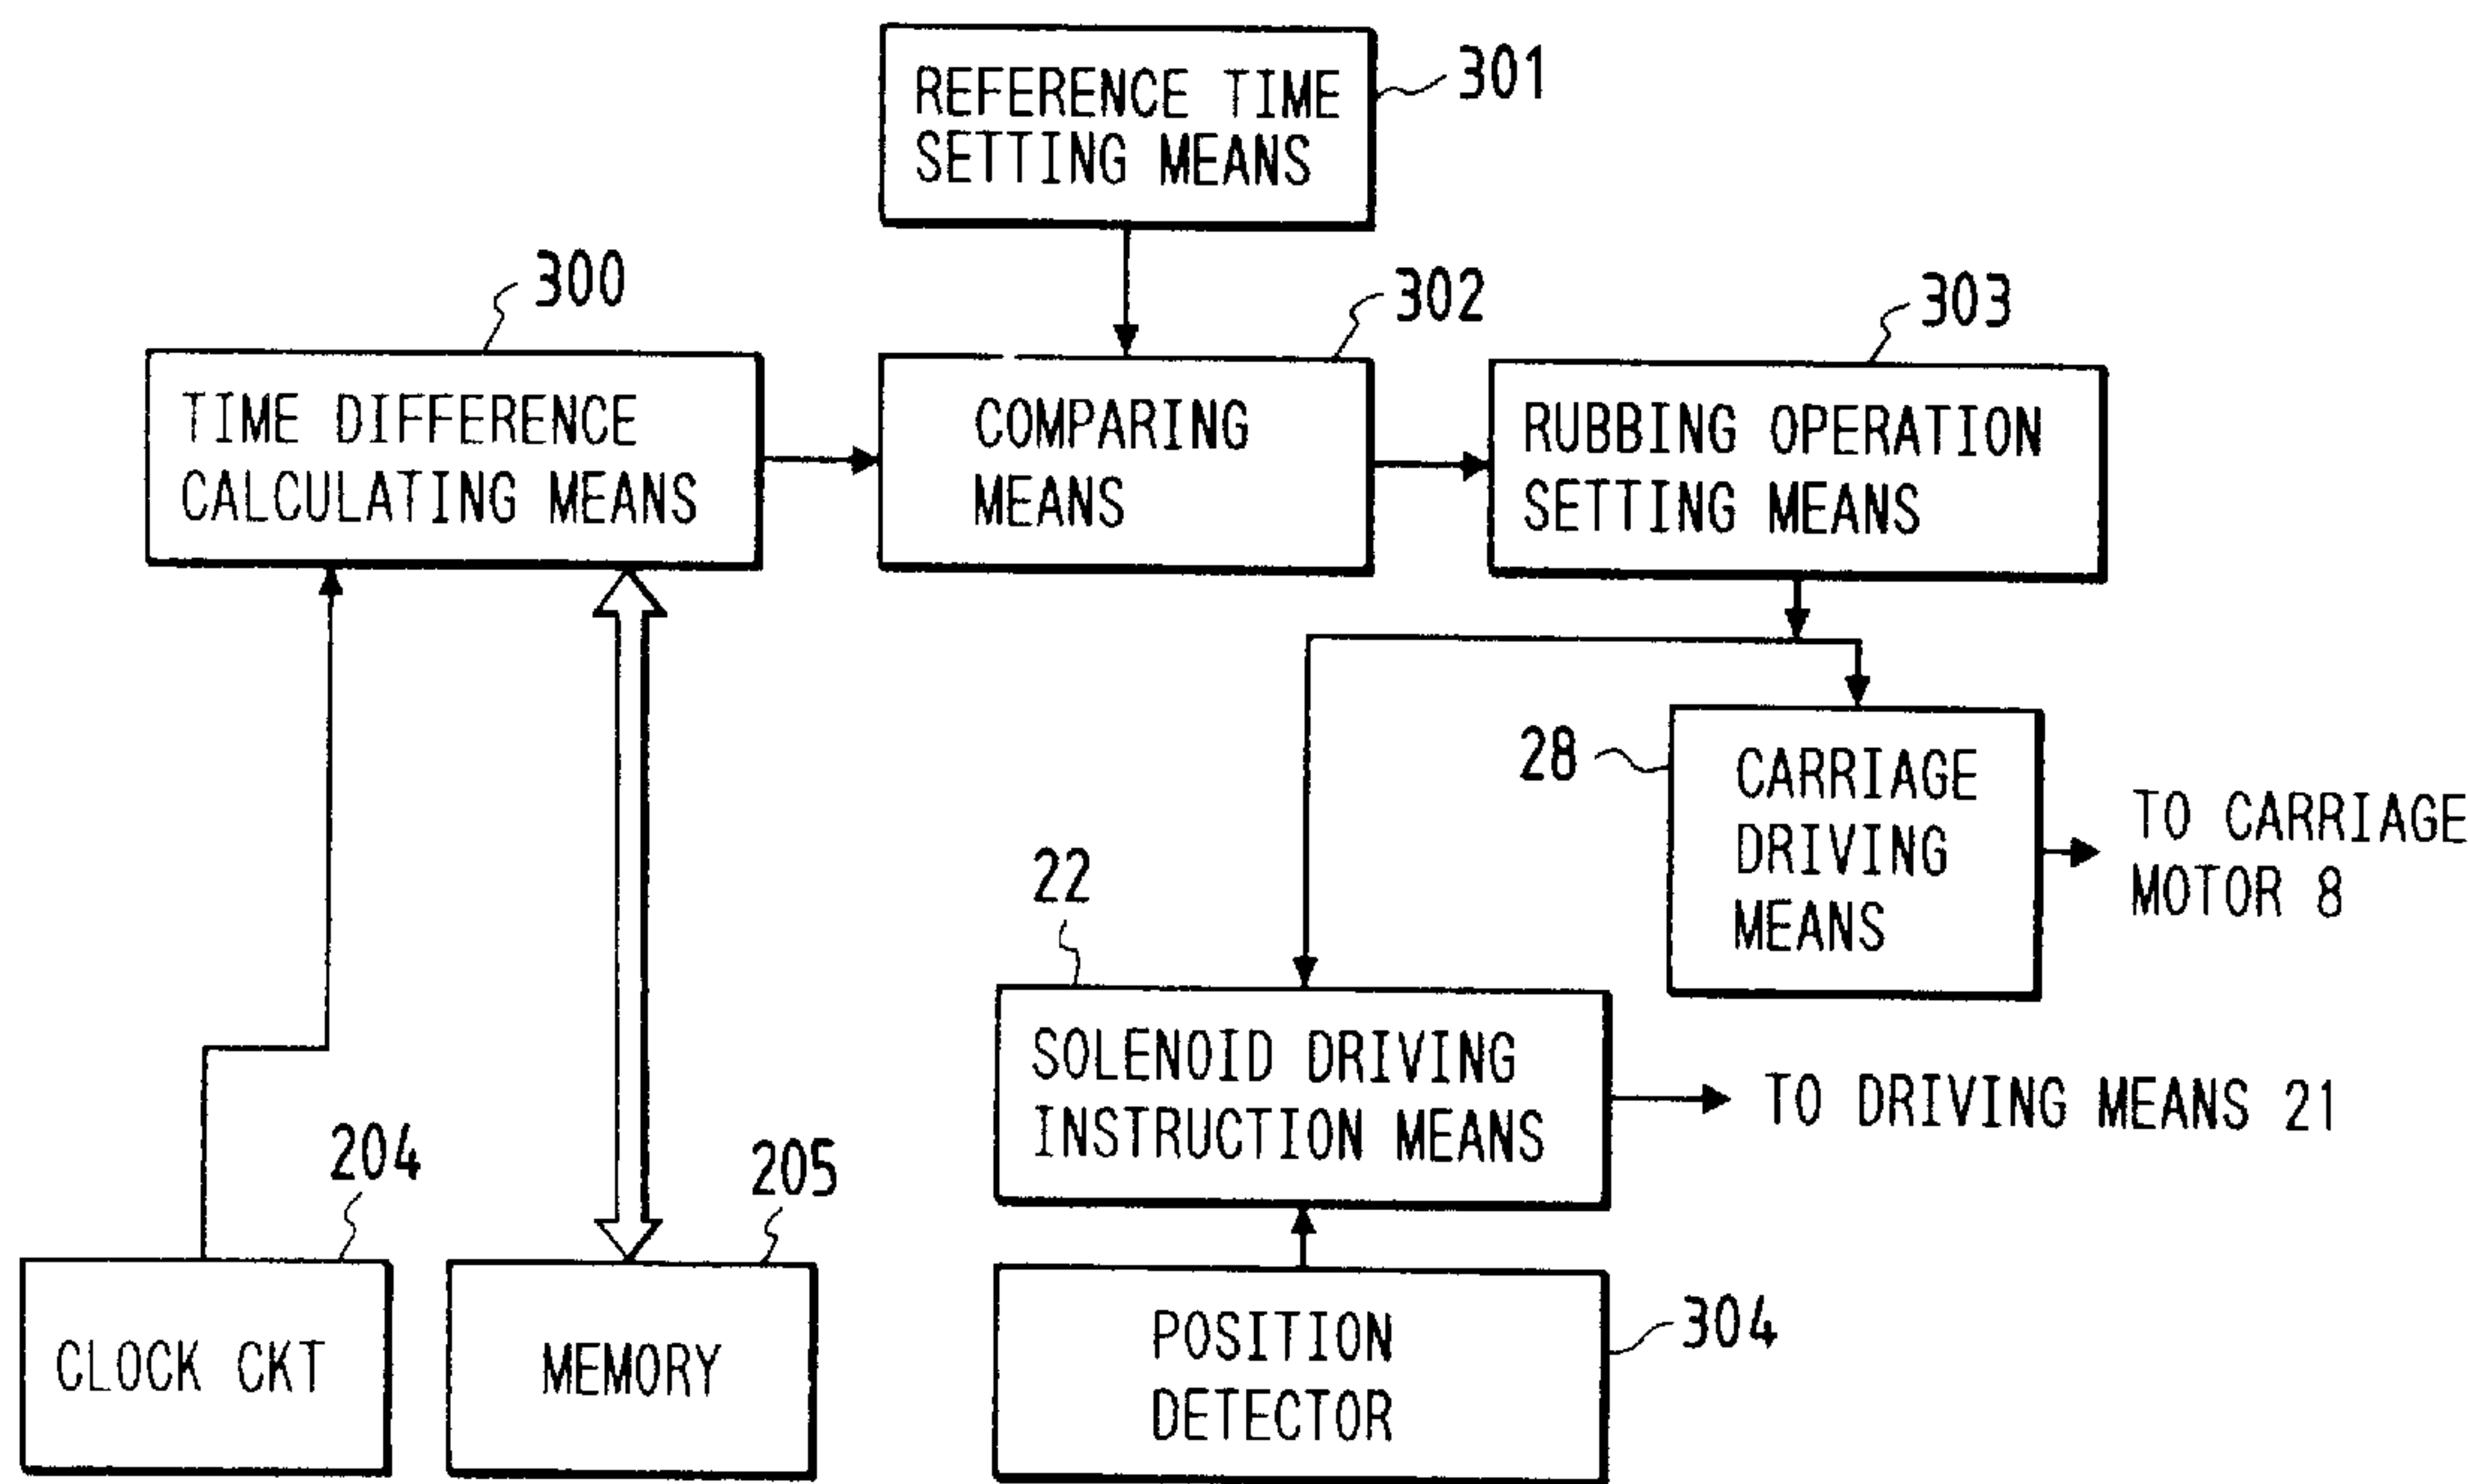 REFERENCE TIME
SETTING MEANS
301
300
TIME DIFFERENCE
CALCULATING MEANS
302
COMPARING
MEANS
303
RUBBING OPERATION
SETTING MEANS
28
CARRIAGE
DRIVING
MEANS
TO CARRIAGE
MOTOR 8
22
SOLENOID DRIVING
INSTRUCTION MEANS
TO DRIVING MEANS 21
204
CLOCK CKT
205
MEMORY
POSITION
DETECTOR
304